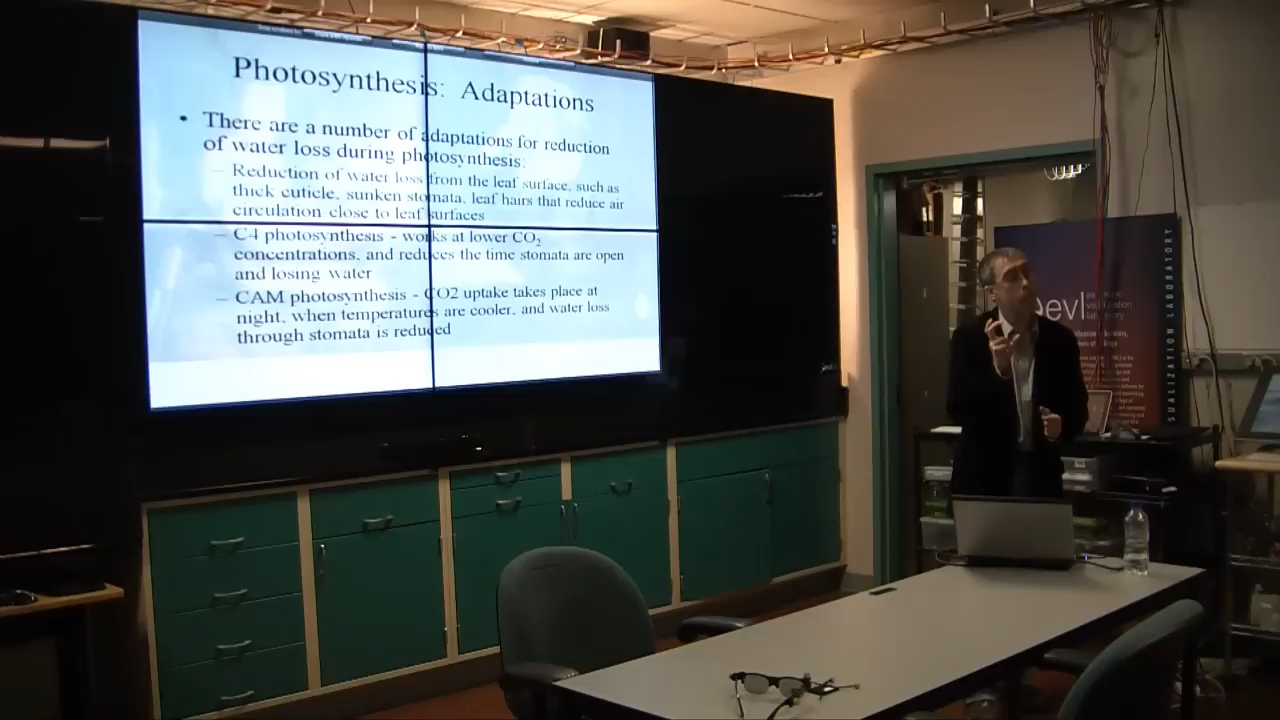 Photosynthesis: Adaptations
• There are a number of adaptations for reduction
of water loss during photosynthesis:
– Reduction of water loss from the leaf surface, such as
thick cuticle, sunken stomata, leaf hairs that reduce air
circulation close to leaf surfaces
– C4 photosynthesis - works at lower CO₂
concentrations, and reduces the time stomata are open
and losing water
– CAM photosynthesis - CO2 uptake takes place at
night, when temperatures are cooler, and water loss
through stomata is reduced
evl
laboratory
SUALIZATION LABORATORY